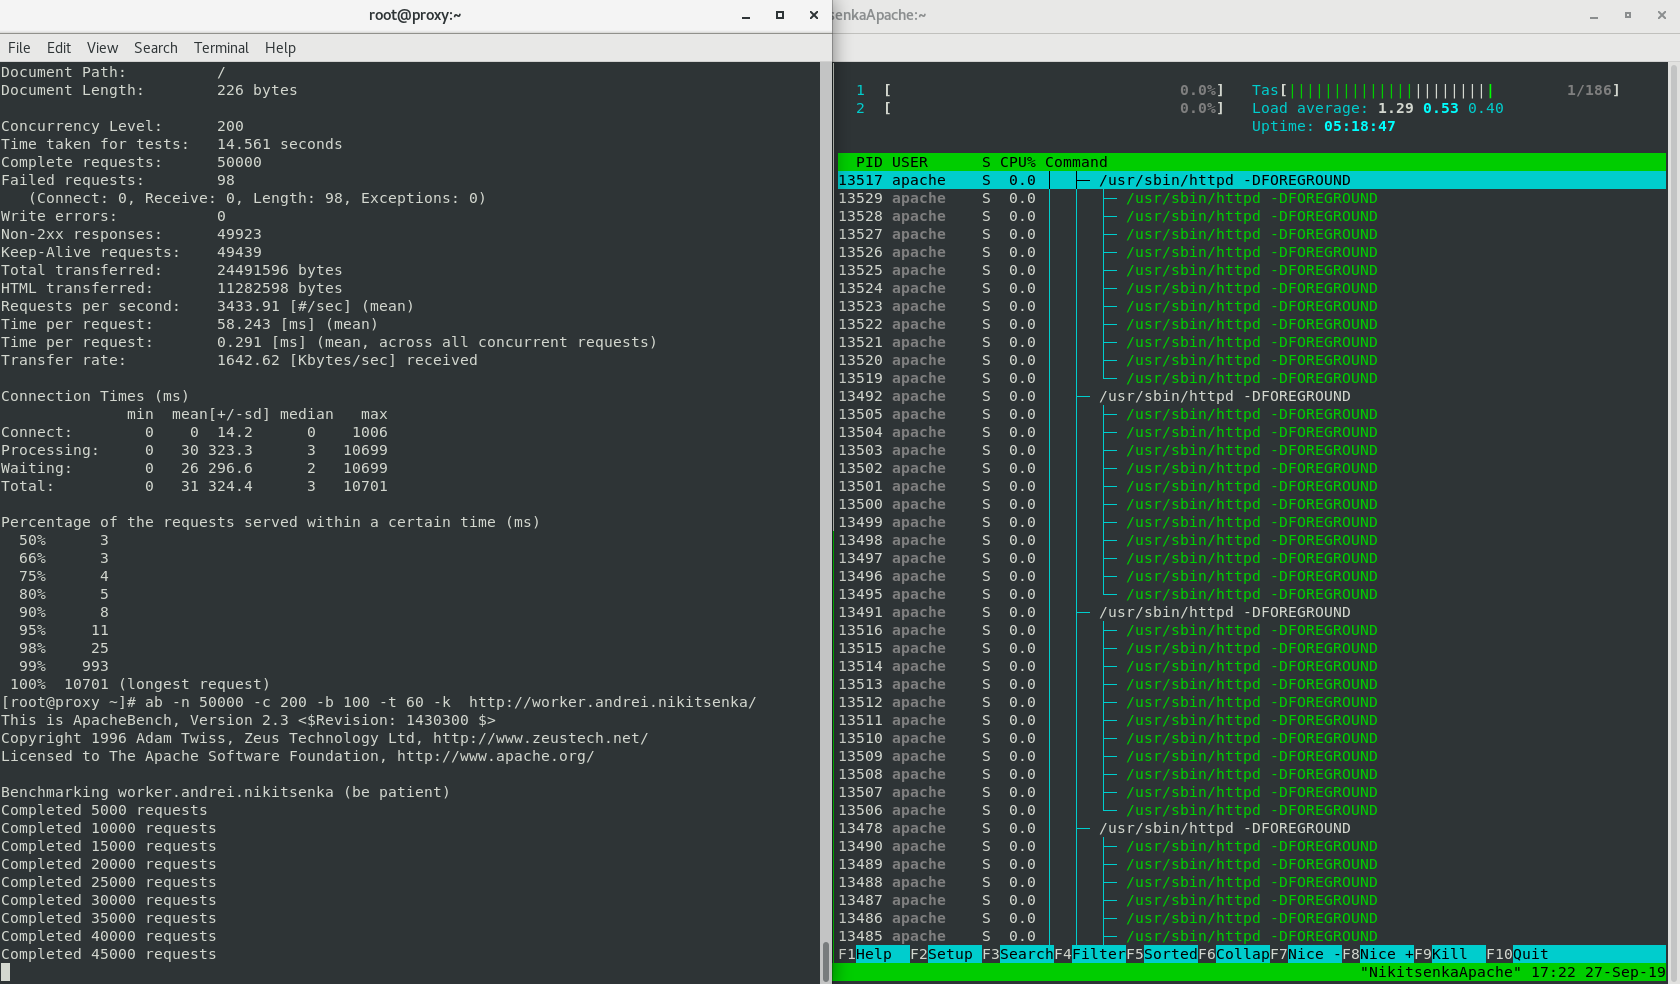 root@proxy:~
File Edit View Search Terminal Help
Document Path:          /
Document Length:        226 bytes
Concurrency Level:      200
Time taken for tests:   14.561 seconds
Complete requests:      50000
Failed requests:        98
   (Connect: 0, Receive: 0, Length: 98, Exceptions: 0)
Write errors:           0
Non-2xx responses:      49923
Keep-Alive requests:    49439
Total transferred:      24491596 bytes
HTML transferred:       11282598 bytes
Requests per second:    3433.91 [#/sec] (mean)
Time per request:       58.243 [ms] (mean)
Time per request:       0.291 [ms] (mean, across all concurrent requests)
Transfer rate:          1642.62 [Kbytes/sec] received
Connection Times (ms)
              min  mean[+/-sd] median   max
Connect:        0    0  14.2      0    1006
Processing:     0   30 323.3      3   10699
Waiting:        0   26 296.6      2   10699
Total:          0   31 324.4      3   10701
Percentage of the requests served within a certain time (ms)
  50%      3
  66%      3
  75%      4
  80%      5
  90%      8
  95%     11
  98%     25
  99%    993
 100%  10701 (longest request)
[root@proxy ~]# ab -n 50000 -c 200 -b 100 -t 60 -k  http://worker.andrei.nikitsenka/
This is ApacheBench, Version 2.3 <$Revision: 1430300 $>
Copyright 1996 Adam Twiss, Zeus Technology Ltd, http://www.zeustech.net/
Licensed to The Apache Software Foundation, http://www.apache.org/
Benchmarking worker.andrei.nikitsenka (be patient)
Completed 5000 requests
Completed 10000 requests
Completed 15000 requests
Completed 20000 requests
Completed 25000 requests
Completed 30000 requests
Completed 35000 requests
Completed 40000 requests
Completed 45000 requests
senkaApache:~
1 [ 0.0%] Tas[||||||||||||||||||||||| 1/186]
2 [ 0.0%] Load average: 1.29 0.53 0.40
Uptime: 05:18:47
PID USER S CPU% Command
13517 apache S 0.0 /usr/sbin/httpd -DFOREGROUND
13529 apache S 0.0 /usr/sbin/httpd -DFOREGROUND
13528 apache S 0.0 /usr/sbin/httpd -DFOREGROUND
13527 apache S 0.0 /usr/sbin/httpd -DFOREGROUND
13526 apache S 0.0 /usr/sbin/httpd -DFOREGROUND
13525 apache S 0.0 /usr/sbin/httpd -DFOREGROUND
13524 apache S 0.0 /usr/sbin/httpd -DFOREGROUND
13523 apache S 0.0 /usr/sbin/httpd -DFOREGROUND
13522 apache S 0.0 /usr/sbin/httpd -DFOREGROUND
13521 apache S 0.0 /usr/sbin/httpd -DFOREGROUND
13520 apache S 0.0 /usr/sbin/httpd -DFOREGROUND
13519 apache S 0.0 /usr/sbin/httpd -DFOREGROUND
13492 apache S 0.0 /usr/sbin/httpd -DFOREGROUND
13505 apache S 0.0 /usr/sbin/httpd -DFOREGROUND
13504 apache S 0.0 /usr/sbin/httpd -DFOREGROUND
13503 apache S 0.0 /usr/sbin/httpd -DFOREGROUND
13502 apache S 0.0 /usr/sbin/httpd -DFOREGROUND
13501 apache S 0.0 /usr/sbin/httpd -DFOREGROUND
13500 apache S 0.0 /usr/sbin/httpd -DFOREGROUND
13499 apache S 0.0 /usr/sbin/httpd -DFOREGROUND
13498 apache S 0.0 /usr/sbin/httpd -DFOREGROUND
13497 apache S 0.0 /usr/sbin/httpd -DFOREGROUND
13496 apache S 0.0 /usr/sbin/httpd -DFOREGROUND
13495 apache S 0.0 /usr/sbin/httpd -DFOREGROUND
13491 apache S 0.0 /usr/sbin/httpd -DFOREGROUND
13516 apache S 0.0 /usr/sbin/httpd -DFOREGROUND
13515 apache S 0.0 /usr/sbin/httpd -DFOREGROUND
13514 apache S 0.0 /usr/sbin/httpd -DFOREGROUND
13513 apache S 0.0 /usr/sbin/httpd -DFOREGROUND
13512 apache S 0.0 /usr/sbin/httpd -DFOREGROUND
13511 apache S 0.0 /usr/sbin/httpd -DFOREGROUND
13510 apache S 0.0 /usr/sbin/httpd -DFOREGROUND
13509 apache S 0.0 /usr/sbin/httpd -DFOREGROUND
13508 apache S 0.0 /usr/sbin/httpd -DFOREGROUND
13507 apache S 0.0 /usr/sbin/httpd -DFOREGROUND
13506 apache S 0.0 /usr/sbin/httpd -DFOREGROUND
13478 apache S 0.0 /usr/sbin/httpd -DFOREGROUND
13490 apache S 0.0 /usr/sbin/httpd -DFOREGROUND
13489 apache S 0.0 /usr/sbin/httpd -DFOREGROUND
13488 apache S 0.0 /usr/sbin/httpd -DFOREGROUND
13487 apache S 0.0 /usr/sbin/httpd -DFOREGROUND
13486 apache S 0.0 /usr/sbin/httpd -DFOREGROUND
13485 apache S 0.0 /usr/sbin/httpd -DFOREGROUND
F1Help  F2Setup F3SearchF4FilterF5SortedF6CollapF7Nice -F8Nice +F9Kill  F10Quit
"NikitsenkaApache" 17:22 27-Sep-19